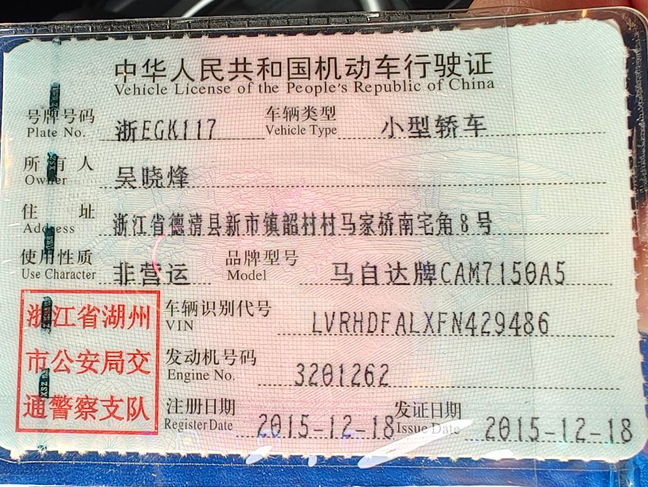 中华人民共和国机动车行驶证
Vehicle License of the People's Republic of China
号牌号码 浙EGK117 车辆类型 小型轿车
Plate No. Vehicle Type
所有人 吴晓烽
Owner
住址 浙江省德清县新市镇韶村村马家桥南宅角8号
Address
使用性质 非营运 品牌型号 马自达牌CAM7150A5
Use Character Model
浙江省湖州
市公安局交
通警察支队
车辆识别代号 LVRHDFALXFN429486
VIN
发动机号码 3201262
Engine No.
注册日期 2015-12-18 发证日期 2015-12-18
Register Date Issue Date